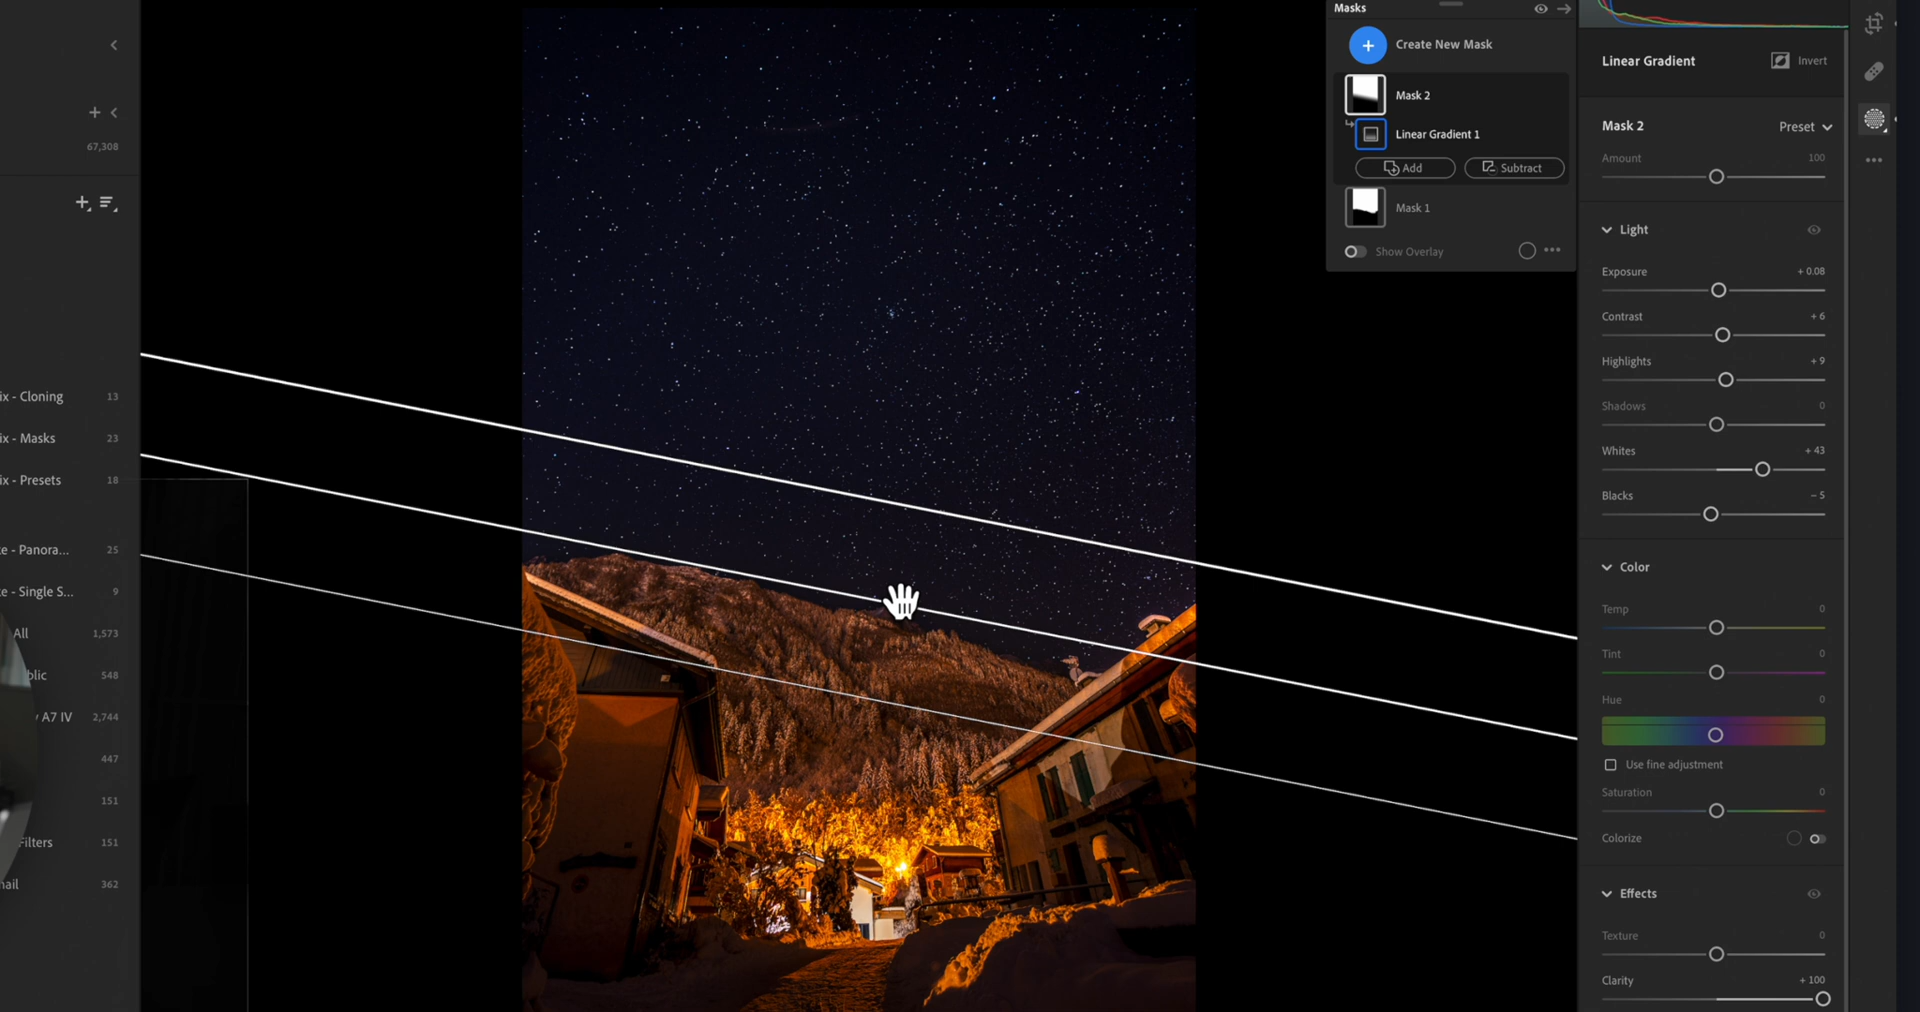 67,308
ix - Cloning 13
ix - Masks 23
ix - Presets 18
e - Panora... 25
e - Single S... 9
All 1,573
blic 548
A7 IV 2,744
447
151
Filters 151
nail 362
Masks
Create New Mask
Mask 2
Linear Gradient 1
Add Subtract
Mask 1
Show Overlay
Linear Gradient Invert
Mask 2 Preset
Amount 100
Light
Exposure + 0.08
Contrast + 6
Highlights + 9
Shadows 0
Whites + 43
Blacks – 5
Color
Temp 0
Tint 0
Hue 0
Use fine adjustment
Saturation 0
Colorize
Effects
Texture 0
Clarity + 100